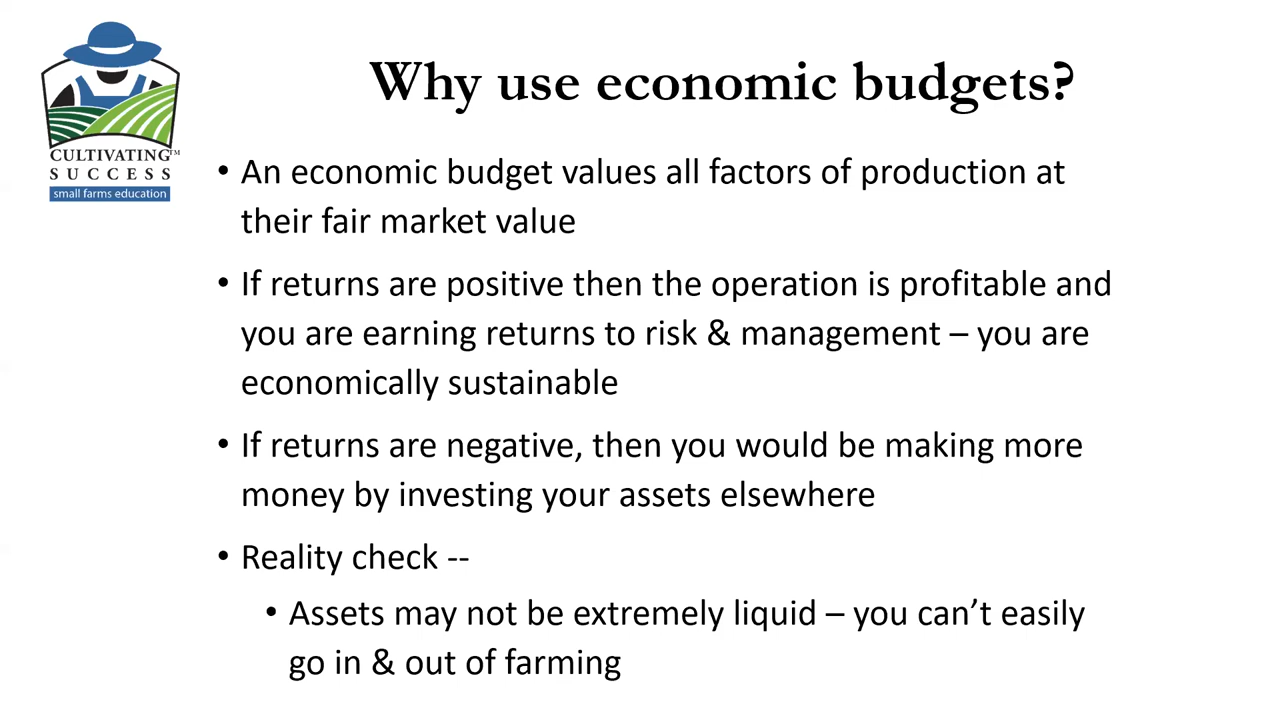 CULTIVATING™
SUCCESS
small farms education
Why use economic budgets?
• An economic budget values all factors of production at
their fair market value
• If returns are positive then the operation is profitable and
you are earning returns to risk & management – you are
economically sustainable
• If returns are negative, then you would be making more
money by investing your assets elsewhere
• Reality check --
• Assets may not be extremely liquid – you can’t easily
go in & out of farming